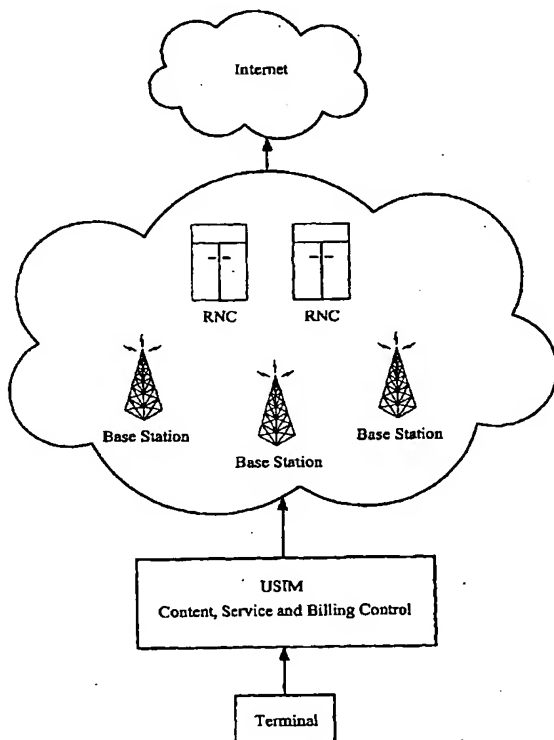 Internet
RNC
RNC
Base Station
Base Station
Base Station
USIM
Content, Service and Billing Control
Terminal